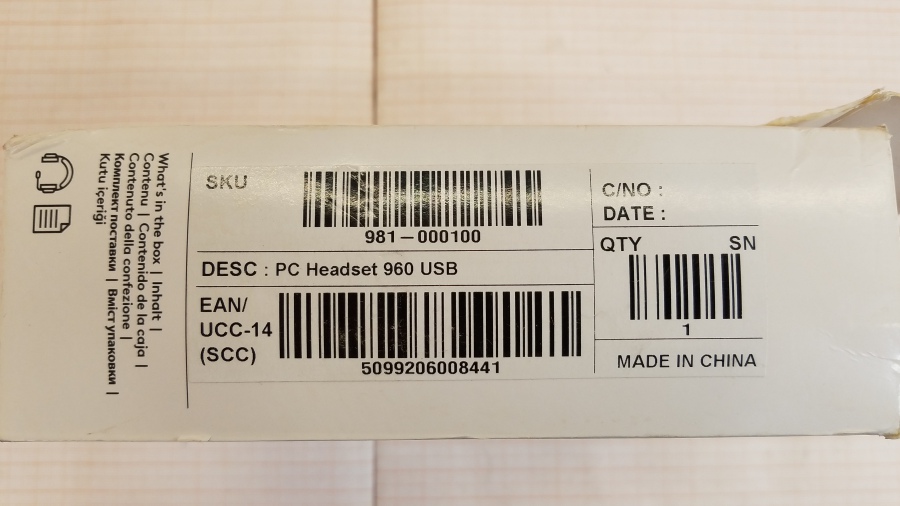 What's in the box | Inhalt |
Contenu | Contenido de la caja |
Contenuto della confezione |
Комплект поставки | Вміст упаковки |
Kutu içeriği
SKU
981-000100
DESC : PC Headset 960 USB
EAN/
UCC-14
(SCC)
5099206008441
C/NO :
DATE :
QTY SN
1
MADE IN CHINA